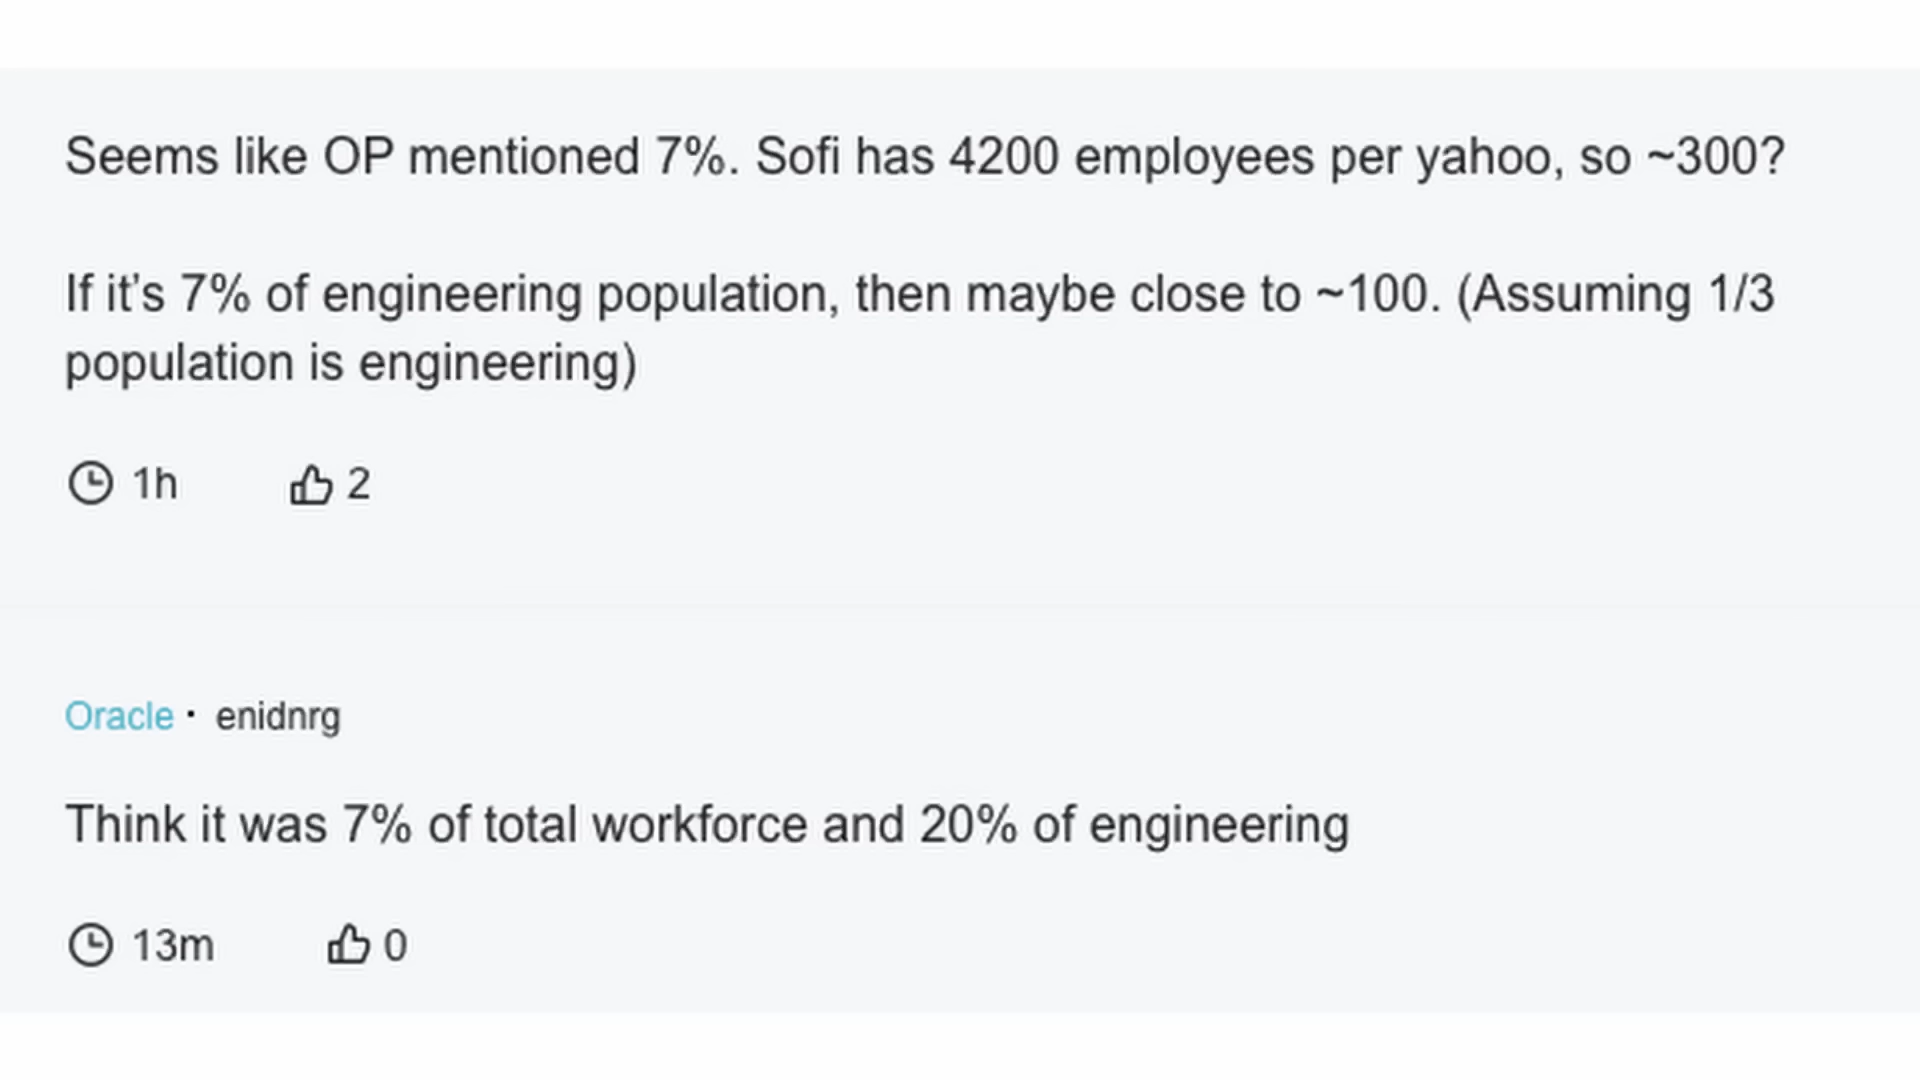 Seems like OP mentioned 7%. Sofi has 4200 employees per yahoo, so ~300?
If it's 7% of engineering population, then maybe close to ~100. (Assuming 1/3
population is engineering)
1h 2
Oracle · enidnrg
Think it was 7% of total workforce and 20% of engineering
13m 0